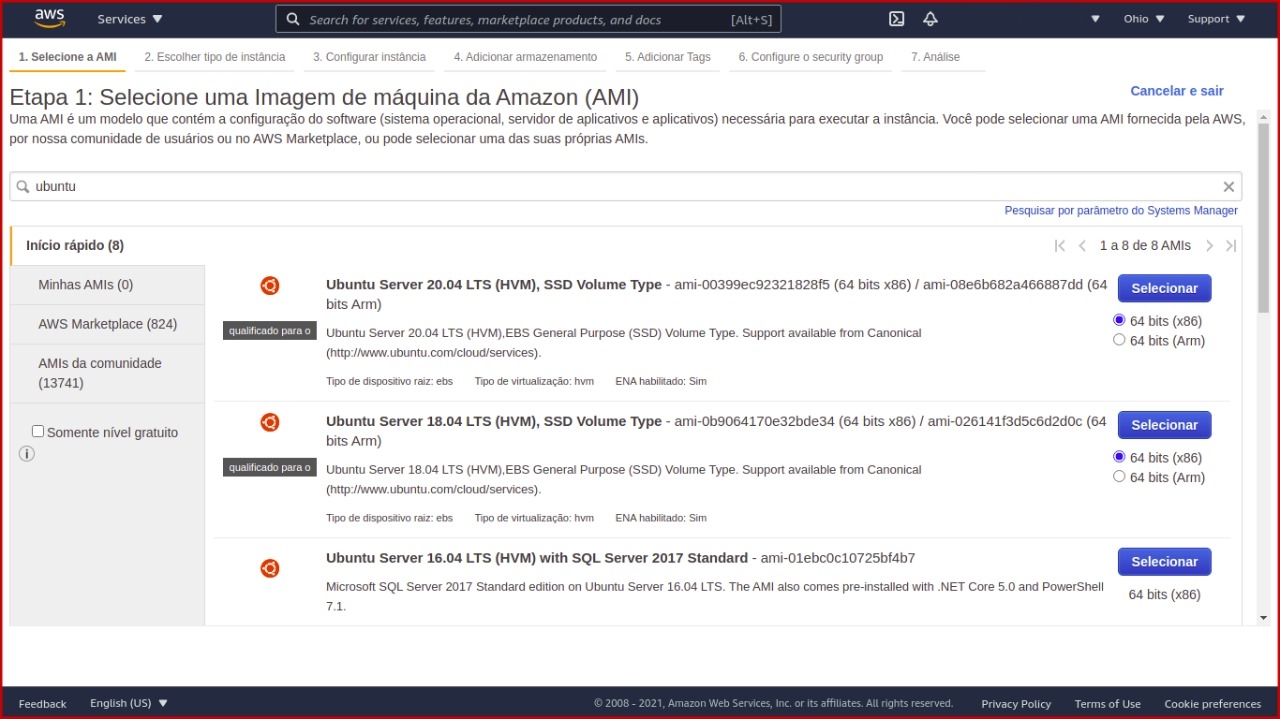 aws Services Search for services, features, marketplace products, and docs [Alt+S] Ohio Support
1. Selecione a AMI 2. Escolher tipo de instância 3. Configurar instância 4. Adicionar armazenamento 5. Adicionar Tags 6. Configure o security group 7. Análise
Etapa 1: Selecione uma Imagem de máquina da Amazon (AMI)
Cancelar e sair
Uma AMI é um modelo que contém a configuração do software (sistema operacional, servidor de aplicativos e aplicativos) necessária para executar a instância. Você pode selecionar uma AMI fornecida pela AWS,
por nossa comunidade de usuários ou no AWS Marketplace, ou pode selecionar uma das suas próprias AMIs.
ubuntu
Pesquisar por parâmetro do Systems Manager
Início rápido (8)
1 a 8 de 8 AMIs
Minhas AMIs (0)
AWS Marketplace (824)
AMIs da comunidade
(13741)
Somente nível gratuito
Ubuntu Server 20.04 LTS (HVM), SSD Volume Type - ami-00399ec92321828f5 (64 bits x86) / ami-08e6b682a466887dd (64
bits Arm)
qualificado para o
Ubuntu Server 20.04 LTS (HVM),EBS General Purpose (SSD) Volume Type. Support available from Canonical
(http://www.ubuntu.com/cloud/services).
Tipo de dispositivo raiz: ebs Tipo de virtualização: hvm ENA habilitado: Sim
Selecionar
64 bits (x86)
64 bits (Arm)
Ubuntu Server 18.04 LTS (HVM), SSD Volume Type - ami-0b9064170e32bde34 (64 bits x86) / ami-026141f3d5c6d2d0c (64
bits Arm)
qualificado para o
Ubuntu Server 18.04 LTS (HVM),EBS General Purpose (SSD) Volume Type. Support available from Canonical
(http://www.ubuntu.com/cloud/services).
Tipo de dispositivo raiz: ebs Tipo de virtualização: hvm ENA habilitado: Sim
Selecionar
64 bits (x86)
64 bits (Arm)
Ubuntu Server 16.04 LTS (HVM) with SQL Server 2017 Standard - ami-01ebc0c10725bf4b7
Microsoft SQL Server 2017 Standard edition on Ubuntu Server 16.04 LTS. The AMI also comes pre-installed with .NET Core 5.0 and PowerShell
7.1.
Selecionar
64 bits (x86)
Feedback English (US) © 2008 - 2021, Amazon Web Services, Inc. or its affiliates. All rights reserved. Privacy Policy Terms of Use Cookie preferences